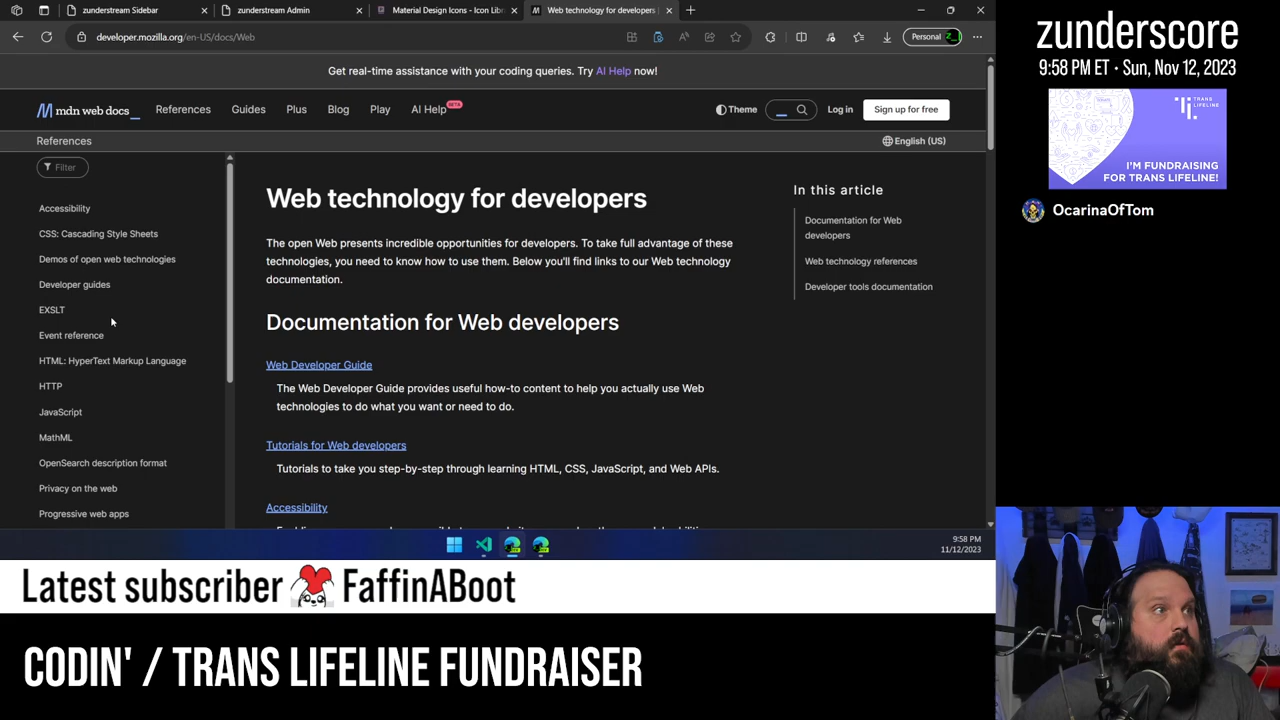 zunderstream Sidebar
zunderstream Admin
Material Design Icons - Icon Libr
Web technology for developers
developer.mozilla.org/en-US/docs/Web
Personal
Get real-time assistance with your coding queries. Try AI Help now!
mdn web docs_
References
Guides
Plus
Blog
Play
AI Help BETA
Theme
Log in
Sign up for free
References
English (US)
Filter
Accessibility
CSS: Cascading Style Sheets
Demos of open web technologies
Developer guides
EXSLT
Event reference
HTML: HyperText Markup Language
HTTP
JavaScript
MathML
OpenSearch description format
Privacy on the web
Progressive web apps
Web technology for developers
The open Web presents incredible opportunities for developers. To take full advantage of these
technologies, you need to know how to use them. Below you'll find links to our Web technology
documentation.
Documentation for Web developers
Web Developer Guide
The Web Developer Guide provides useful how-to content to help you actually use Web
technologies to do what you want or need to do.
Tutorials for Web developers
Tutorials to take you step-by-step through learning HTML, CSS, JavaScript, and Web APIs.
Accessibility
In this article
Documentation for Web
developers
Web technology references
Developer tools documentation
9:58 PM
11/12/2023
zunderscore
9:58 PM ET • Sun, Nov 12, 2023
TRANS
LIFELINE
I'M FUNDRAISING
FOR TRANS LIFELINE!
OcarinaOfTom
Latest subscriber FaffinABoot
CODIN' / TRANS LIFELINE FUNDRAISER